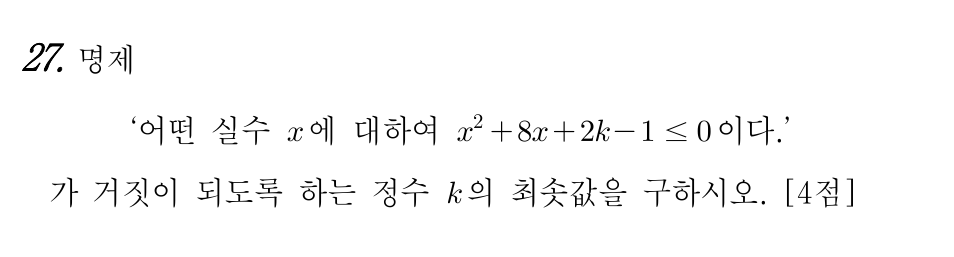 27. 명제
‘어떤 실수 x에 대하여 x²+8x+2k−1≤0이다.’
가 거짓이 되도록 하는 정수 k의 최솟값을 구하시오. [4점]